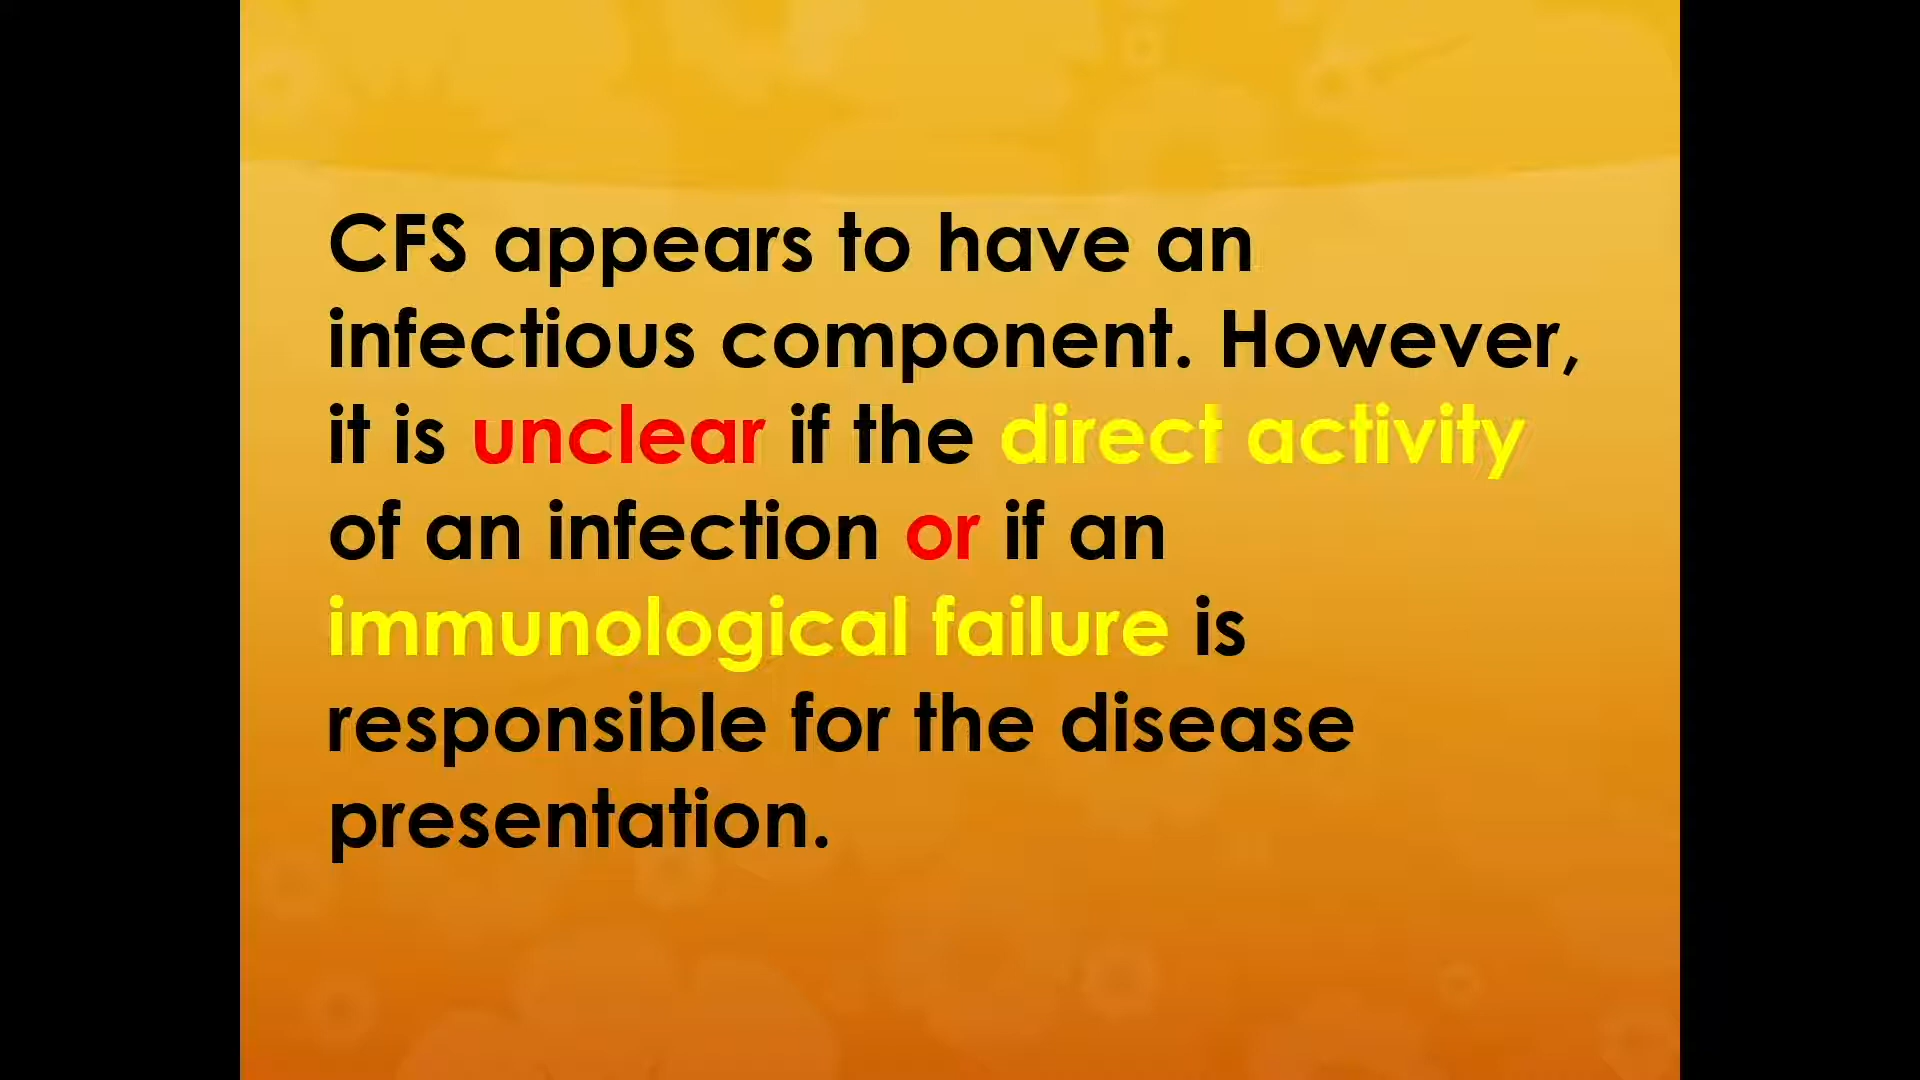 CFS appears to have an
infectious component. However,
it is unclear if the direct activity
of an infection or if an
immunological failure is
responsible for the disease
presentation.